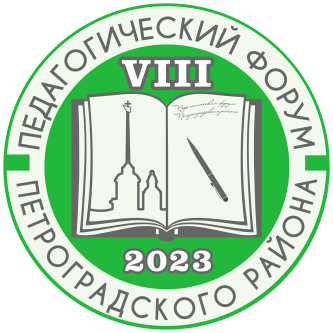 ПЕДАГОГИЧЕСКИЙ ФОРУМ
VIII
2023
ПЕТРОГРАДСКОГО РАЙОНА